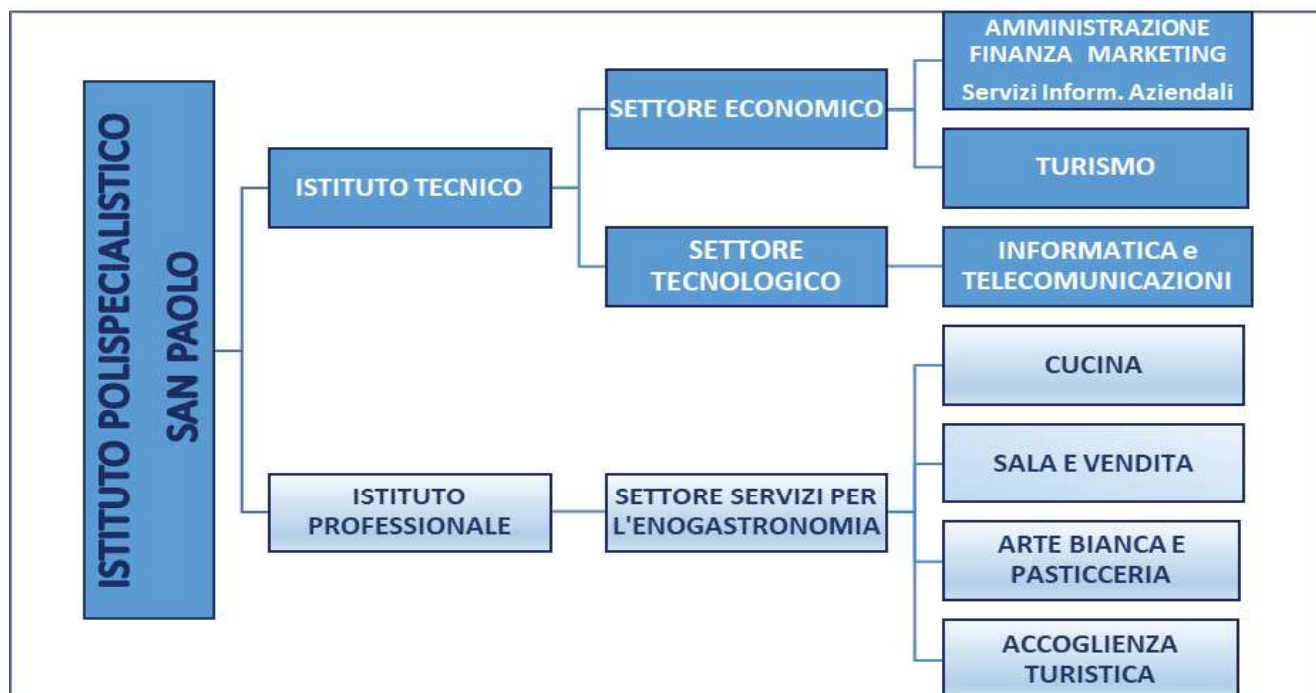 ISTITUTO POLISPECIALISTICO
SAN PAOLO
ISTITUTO TECNICO
SETTORE ECONOMICO
AMMINISTRAZIONE
FINANZA MARKETING
Servizi Inform. Aziendali
TURISMO
SETTORE
TECNOLOGICO
INFORMATICA e
TELECOMUNICAZIONI
ISTITUTO
PROFESSIONALE
SETTORE SERVIZI PER
L'ENOGASTRONOMIA
CUCINA
SALA E VENDITA
ARTE BIANCA E
PASTICCERIA
ACCOGLIENZA
TURISTICA